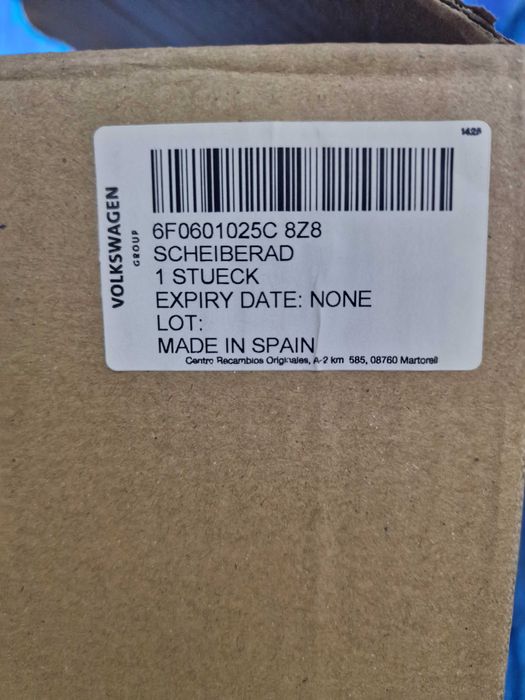 VOLKSWAGEN
GROUP
6F0601025C 8Z8
SCHEIBERAD
1 STUECK
EXPIRY DATE: NONE
LOT:
MADE IN SPAIN
Centro Recambios Originales, A-2 km 585, 08760 Martorell